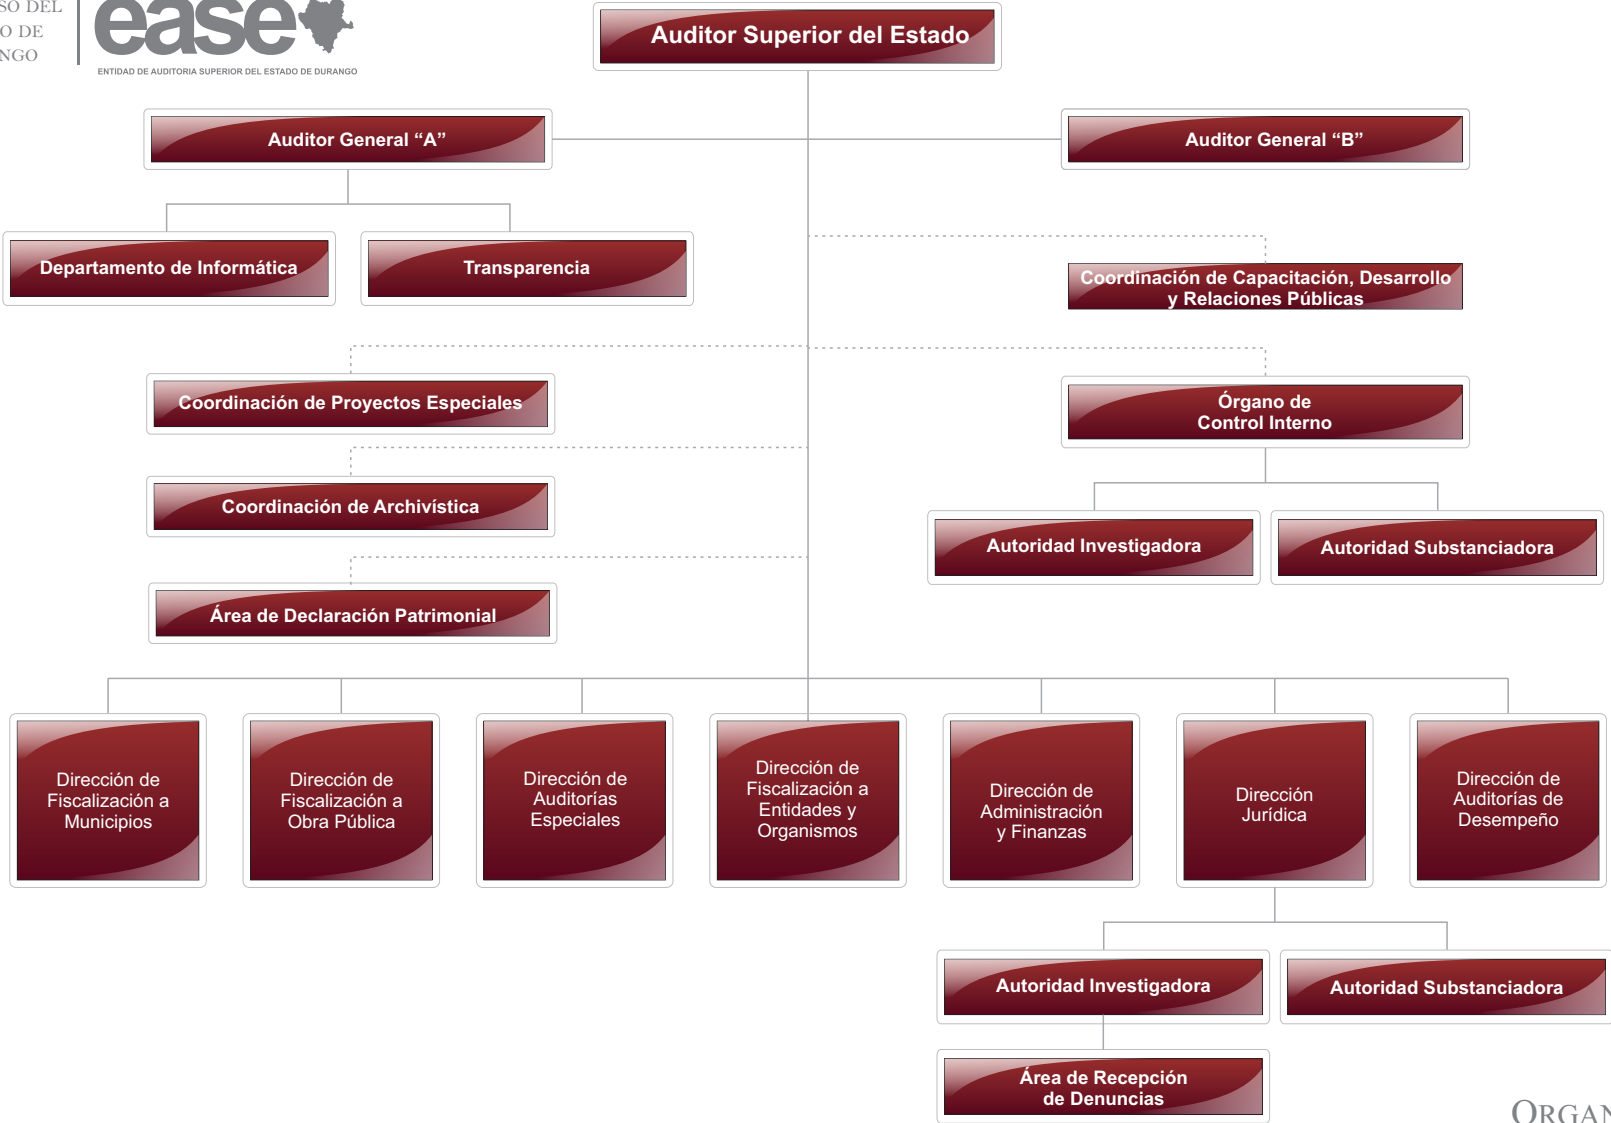 SO DEL
O DE
NGO
ease
ENTIDAD DE AUDITORIA SUPERIOR DEL ESTADO DE DURANGO
Auditor Superior del Estado
Auditor General “A”
Auditor General “B”
Departamento de Informática
Transparencia
Coordinación de Capacitación, Desarrollo
y Relaciones Públicas
Coordinación de Proyectos Especiales
Órgano de
Control Interno
Coordinación de Archivística
Autoridad Investigadora
Autoridad Substanciadora
Área de Declaración Patrimonial
Dirección de
Fiscalización a
Municipios
Dirección de
Fiscalización a
Obra Pública
Dirección de
Auditorías
Especiales
Dirección de
Fiscalización a
Entidades y
Organismos
Dirección de
Administración
y Finanzas
Dirección
Jurídica
Dirección de
Auditorías de
Desempeño
Autoridad Investigadora
Autoridad Substanciadora
Área de Recepción
de Denuncias
ORGAN